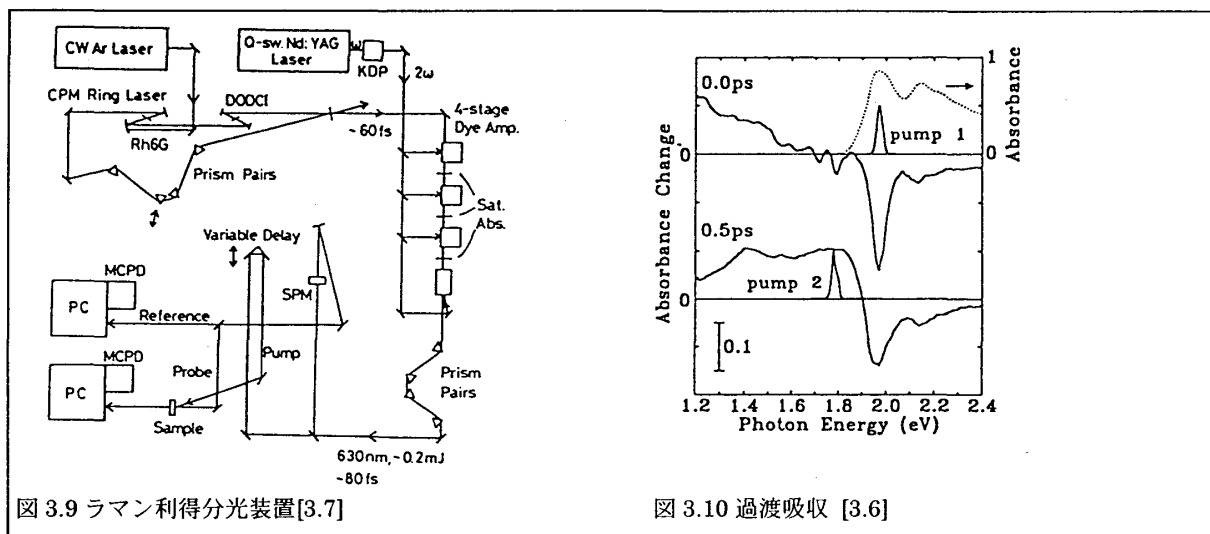 CW Ar Laser
Q-sw. Nd: YAG
Laser
ω
KDP
2ω
CPM Ring Laser
DODCI
Rh6G
~60fs
4-stage
Dye Amp.
Prism Pairs
Sat.
Abs.
Variable Delay
SPM
MCPD
PC
Reference
Pump
Probe
MCPD
PC
Sample
Prism
Pairs
630nm, ~0.2mJ
~80fs
図 3.9 ラマン利得分光装置[3.7]
0.0ps
pump 1
0.5ps
pump 2
0.1
0
0
1
0
Absorbance
Absorbance Change
1.2 1.4 1.6 1.8 2.0 2.2 2.4
Photon Energy (eV)
図 3.10 過渡吸収 [3.6]